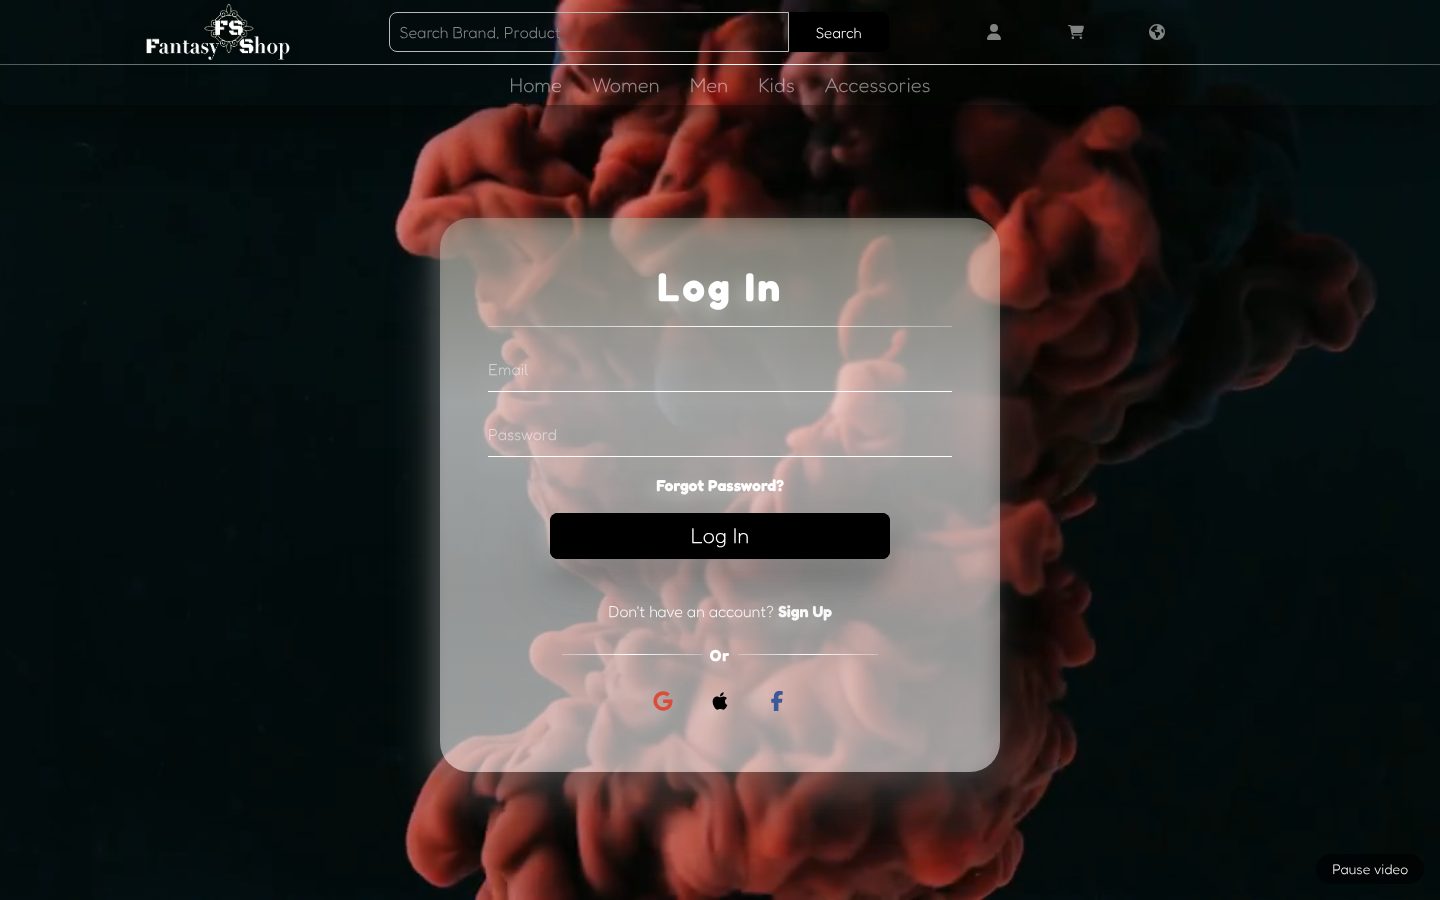 FS
Fantasy Shop
Search Brand, Product
Search
Home Women Men Kids Accessories
Log In
Email
Password
Forgot Password?
Log In
Don't have an account? Sign Up
Or
Pause video